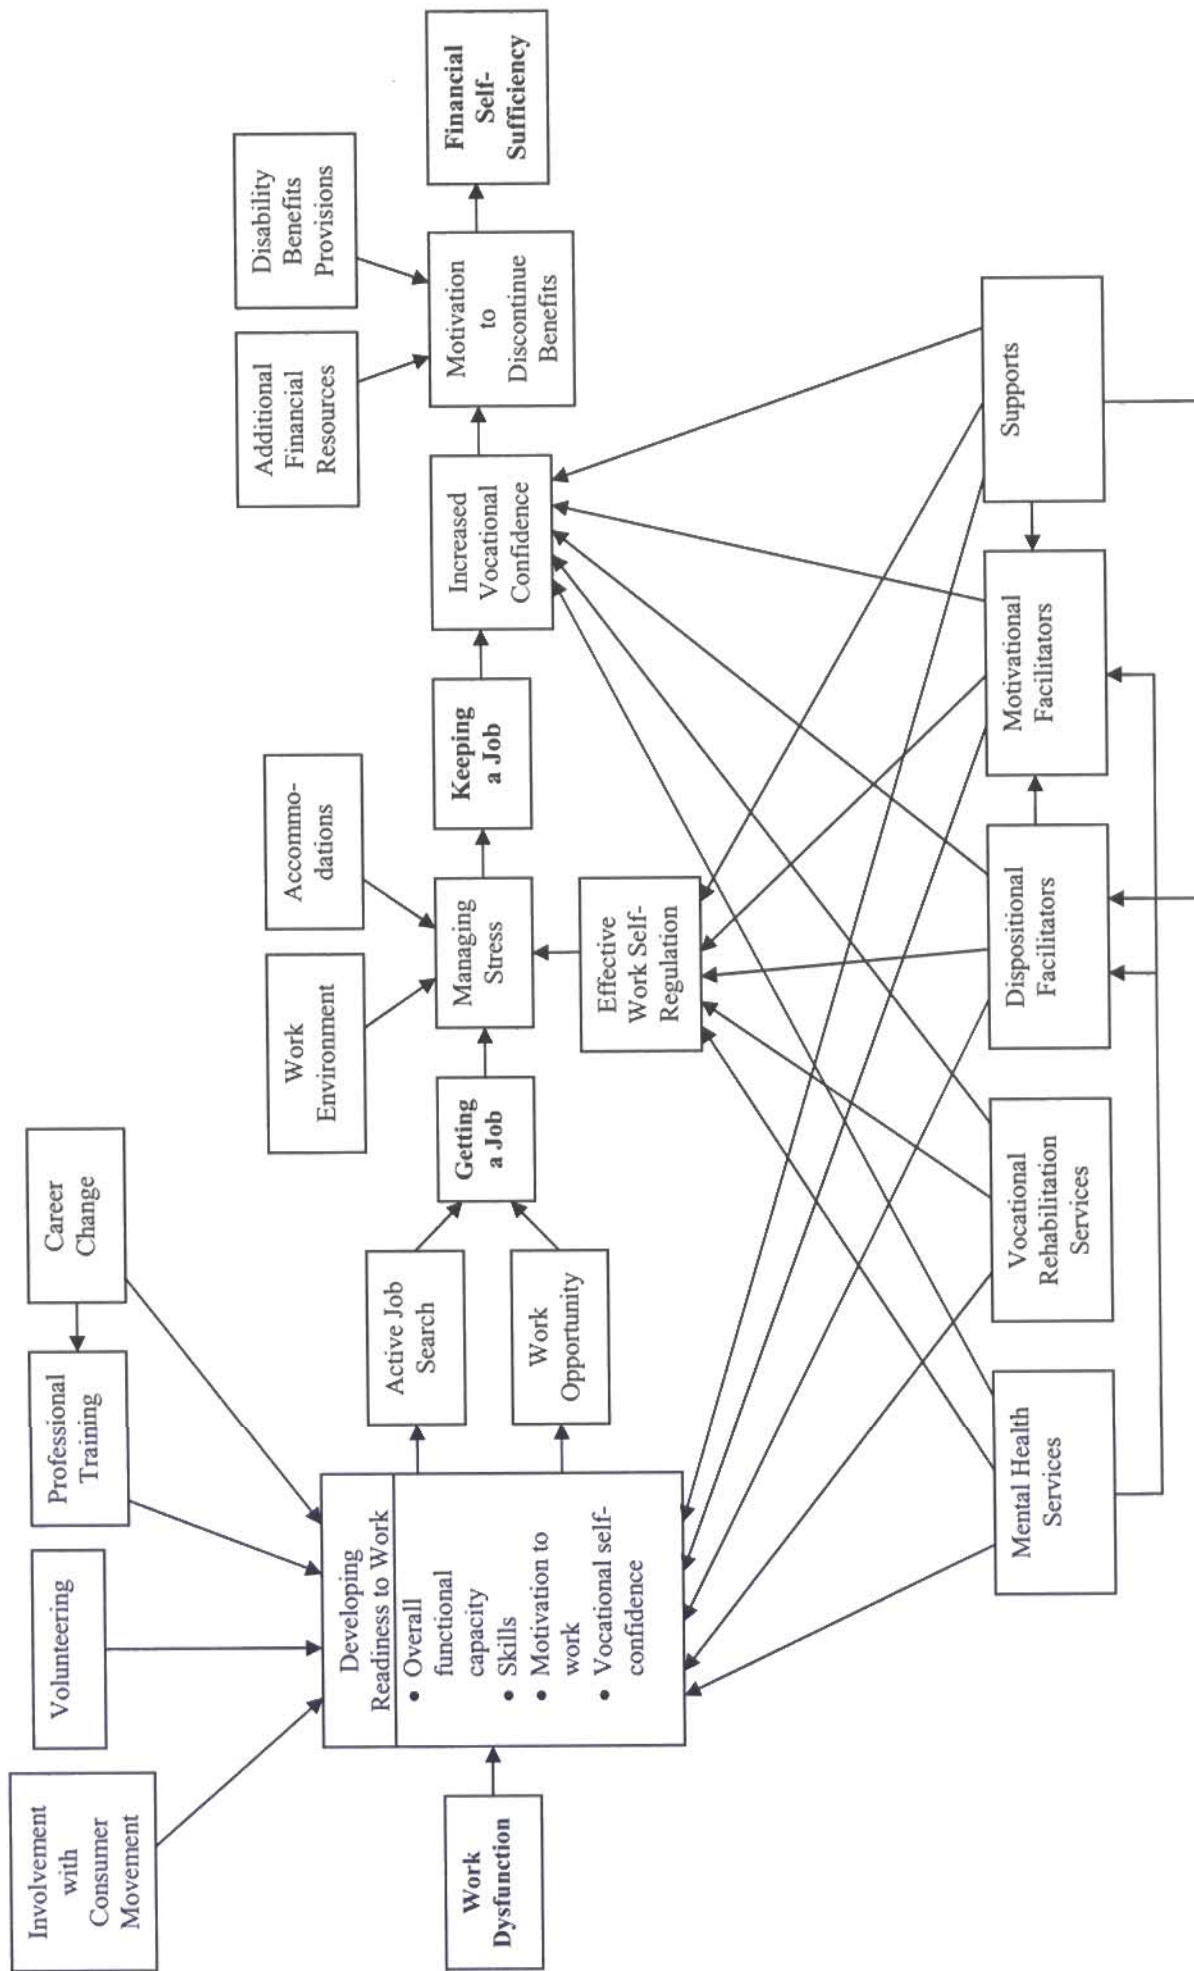 Involvement
with
Consumer
Movement
Volunteering
Professional
Training
Career
Change
Work
Dysfunction
Developing
Readiness to Work
• Overall
functional
capacity
• Skills
• Motivation to
work
• Vocational self-
confidence
Active Job
Search
Work
Opportunity
Getting
a Job
Work
Environment
Accommo-
dations
Managing
Stress
Effective
Work Self-
Regulation
Keeping
a Job
Increased
Vocational
Confidence
Additional
Financial
Resources
Disability
Benefits
Provisions
Motivation
to
Discontinue
Benefits
Financial
Self-
Sufficiency
Mental Health
Services
Vocational
Rehabilitation
Services
Dispositional
Facilitators
Motivational
Facilitators
Supports